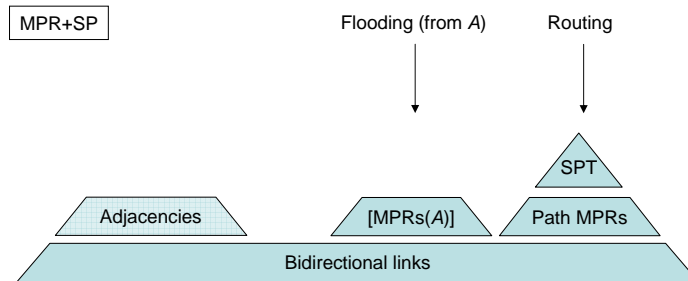 MPR+SP
Flooding (from A)
Routing
SPT
Adjacencies
[MPRs(A)]
Path MPRs
Bidirectional links